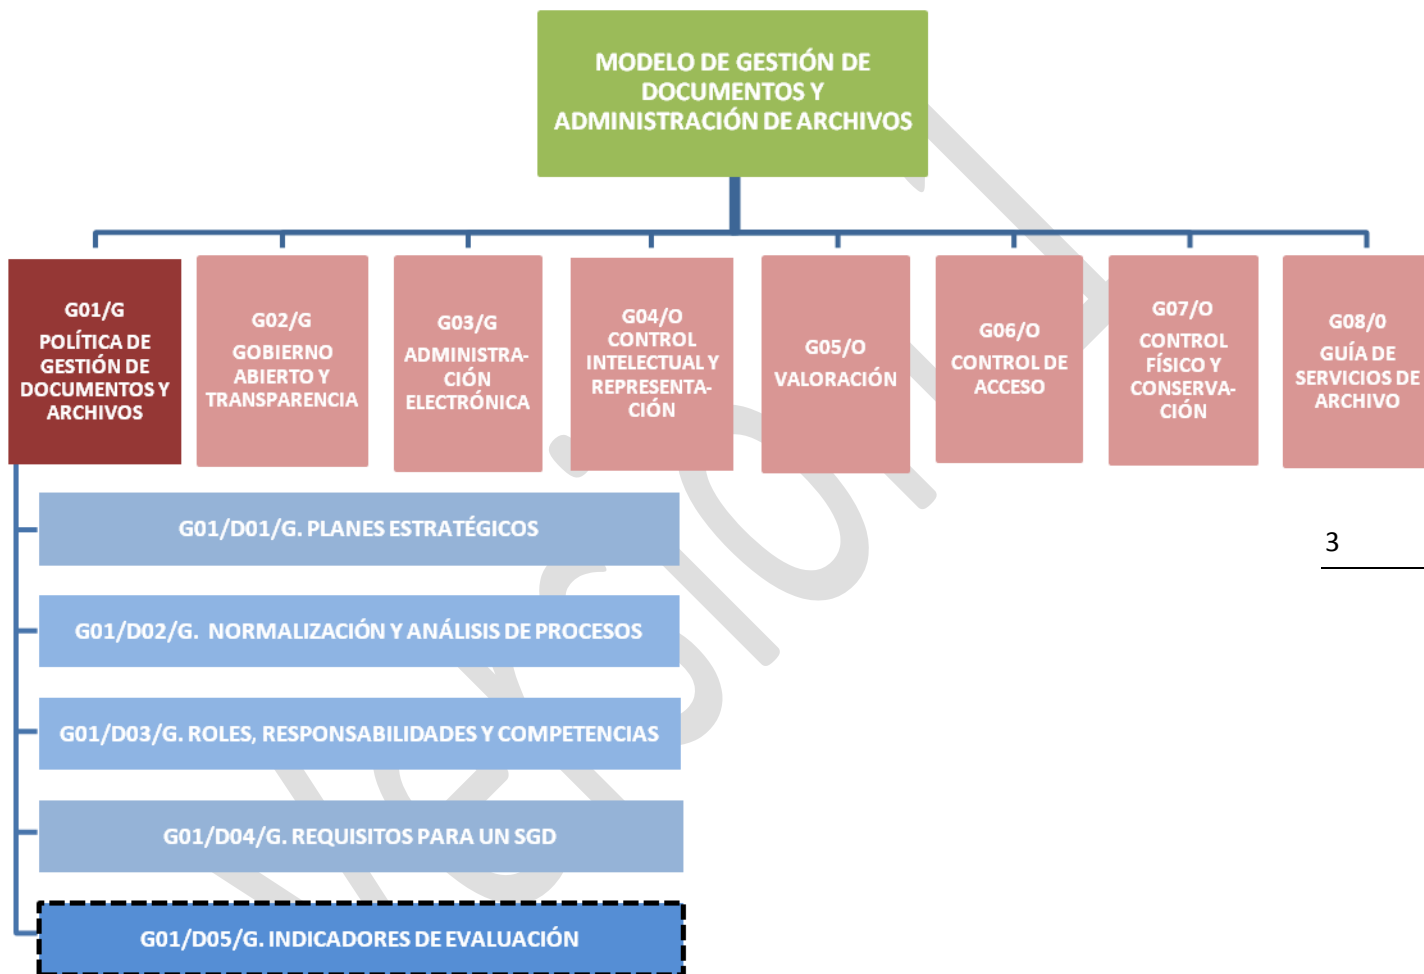 MODELO DE GESTIÓN DE
DOCUMENTOS Y
ADMINISTRACIÓN DE ARCHIVOS
G01/G
POLÍTICA DE
GESTIÓN DE
DOCUMENTOS Y
ARCHIVOS
G02/G
GOBIERNO
ABIERTO Y
TRANSPARENCIA
G03/G
ADMINISTRA-
CIÓN
ELECTRÓNICA
G04/O
CONTROL
INTELECTUAL Y
REPRESENTA-
CIÓN
G05/O
VALORACIÓN
G06/O
CONTROL DE
ACCESO
G07/O
CONTROL
FÍSICO Y
CONSERVA-
CIÓN
G08/0
GUÍA DE
SERVICIOS DE
ARCHIVO
G01/D01/G. PLANES ESTRATÉGICOS
3
G01/D02/G. NORMALIZACIÓN Y ANÁLISIS DE PROCESOS
G01/D03/G. ROLES, RESPONSABILIDADES Y COMPETENCIAS
G01/D04/G. REQUISITOS PARA UN SGD
G01/D05/G. INDICADORES DE EVALUACIÓN
Versión 1